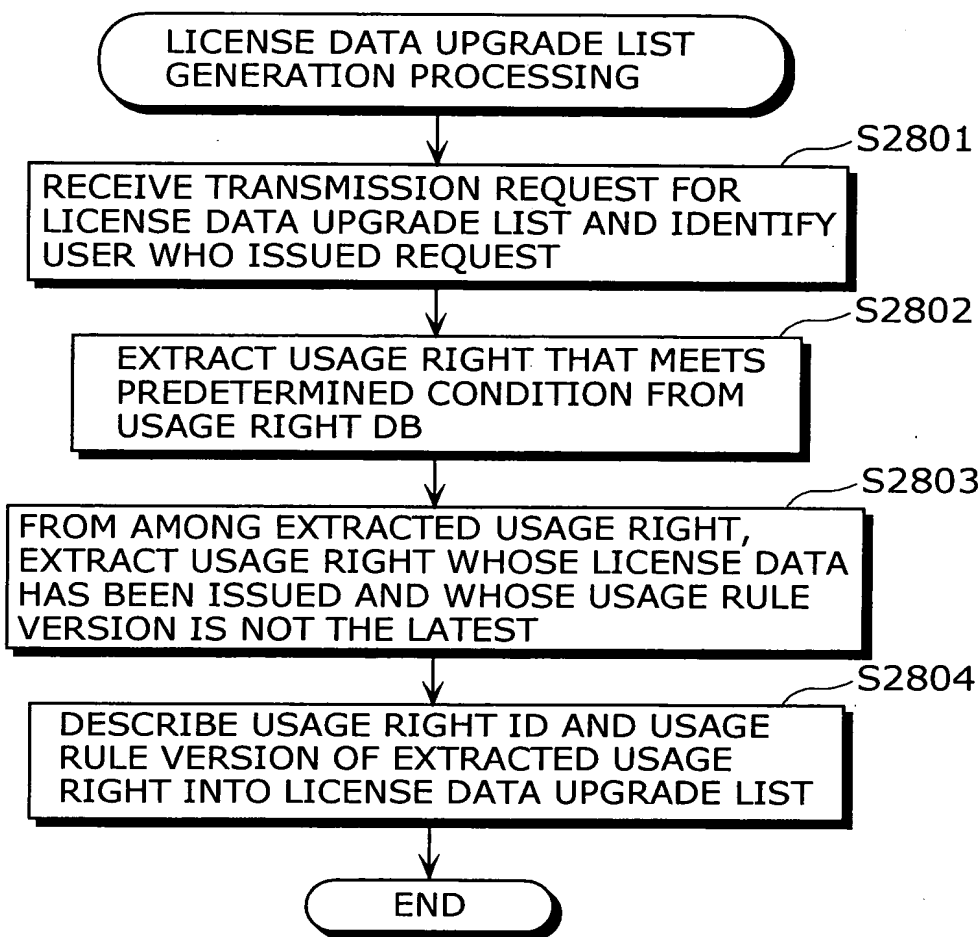 LICENSE DATA UPGRADE LIST
GENERATION PROCESSING
S2801
RECEIVE TRANSMISSION REQUEST FOR
LICENSE DATA UPGRADE LIST AND IDENTIFY
USER WHO ISSUED REQUEST
S2802
EXTRACT USAGE RIGHT THAT MEETS
PREDETERMINED CONDITION FROM
USAGE RIGHT DB
S2803
FROM AMONG EXTRACTED USAGE RIGHT,
EXTRACT USAGE RIGHT WHOSE LICENSE DATA
HAS BEEN ISSUED AND WHOSE USAGE RULE
VERSION IS NOT THE LATEST
S2804
DESCRIBE USAGE RIGHT ID AND USAGE
RULE VERSION OF EXTRACTED USAGE
RIGHT INTO LICENSE DATA UPGRADE LIST
END